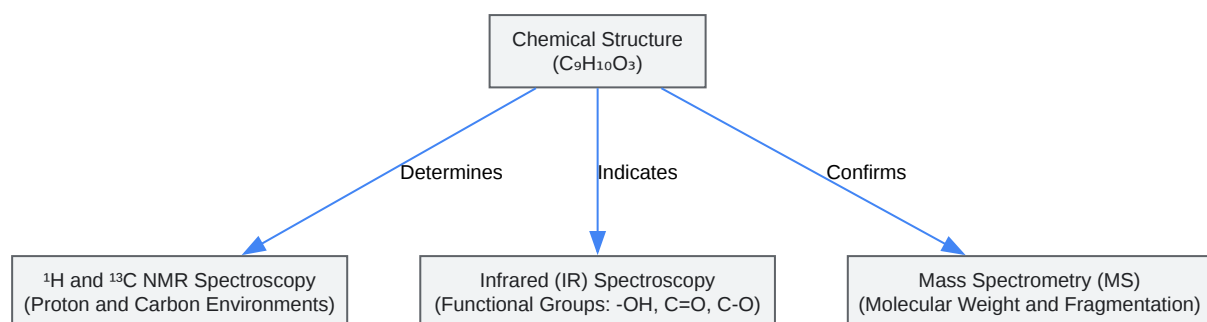 Chemical Structure
(C₉H₁₀O₃)
Determines
Indicates
Confirms
¹H and ¹³C NMR Spectroscopy
(Proton and Carbon Environments)
Infrared (IR) Spectroscopy
(Functional Groups: -OH, C=O, C-O)
Mass Spectrometry (MS)
(Molecular Weight and Fragmentation)